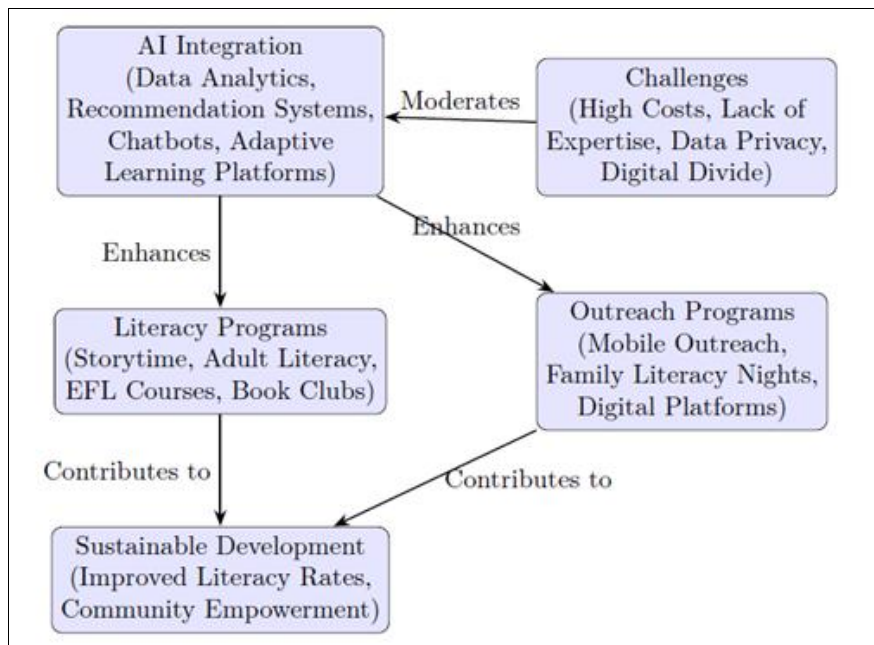 AI Integration
(Data Analytics,
Recommendation Systems,
Chatbots, Adaptive
Learning Platforms)
Moderates
Challenges
(High Costs, Lack of
Expertise, Data Privacy,
Digital Divide)
Enhances
Enhances
Literacy Programs
(Storytime, Adult Literacy,
EFL Courses, Book Clubs)
Outreach Programs
(Mobile Outreach,
Family Literacy Nights,
Digital Platforms)
Contributes to
Contributes to
Sustainable Development
(Improved Literacy Rates,
Community Empowerment)